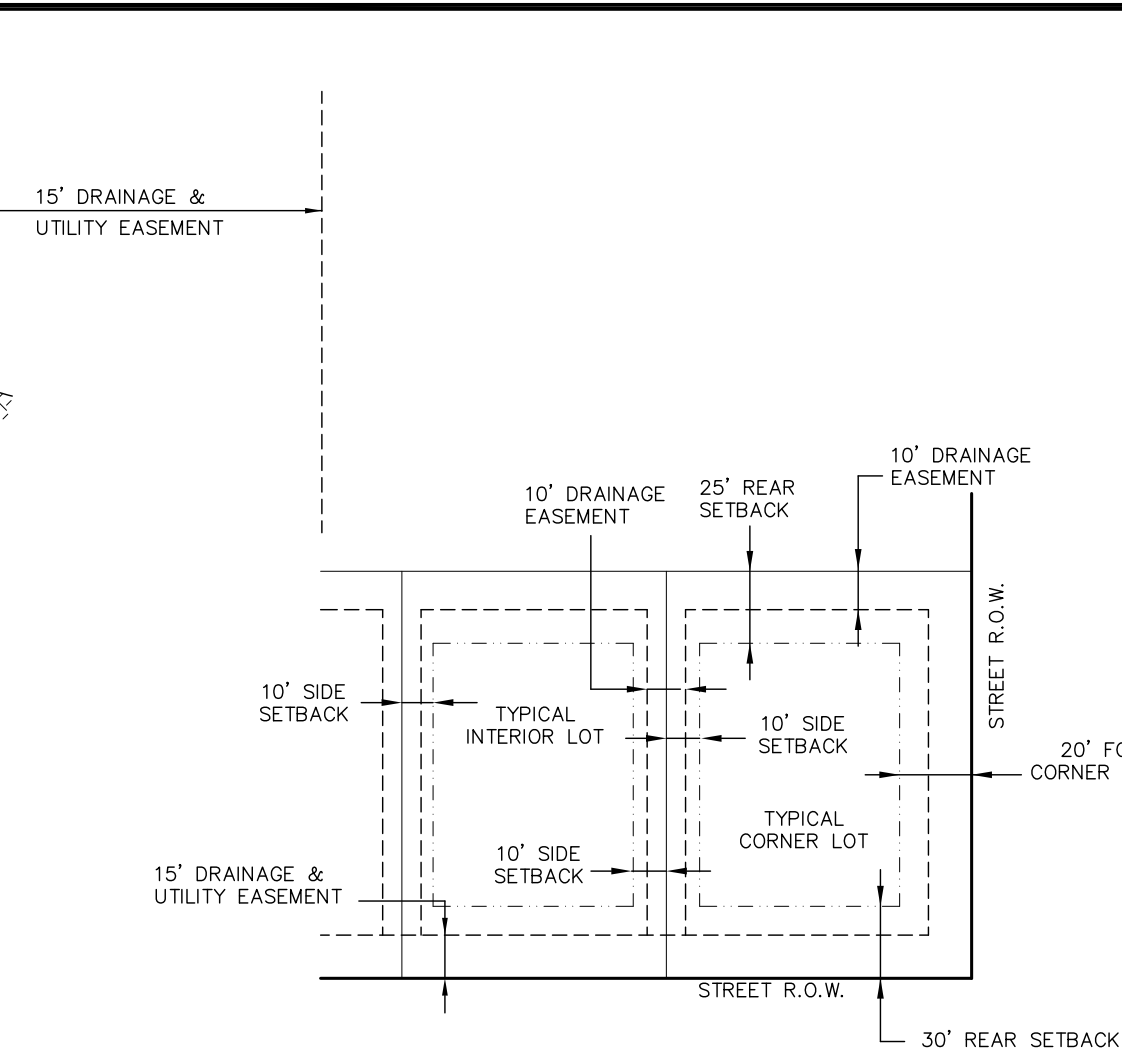 15' DRAINAGE &
UTILITY EASEMENT
10' DRAINAGE
EASEMENT
25' REAR
SETBACK
10' DRAINAGE
EASEMENT
STREET R.O.W.
10' SIDE
SETBACK
TYPICAL
INTERIOR LOT
10' SIDE
SETBACK
20'
CORNER
TYPICAL
CORNER LOT
10' SIDE
SETBACK
15' DRAINAGE &
UTILITY EASEMENT
STREET R.O.W.
30' REAR SETBACK